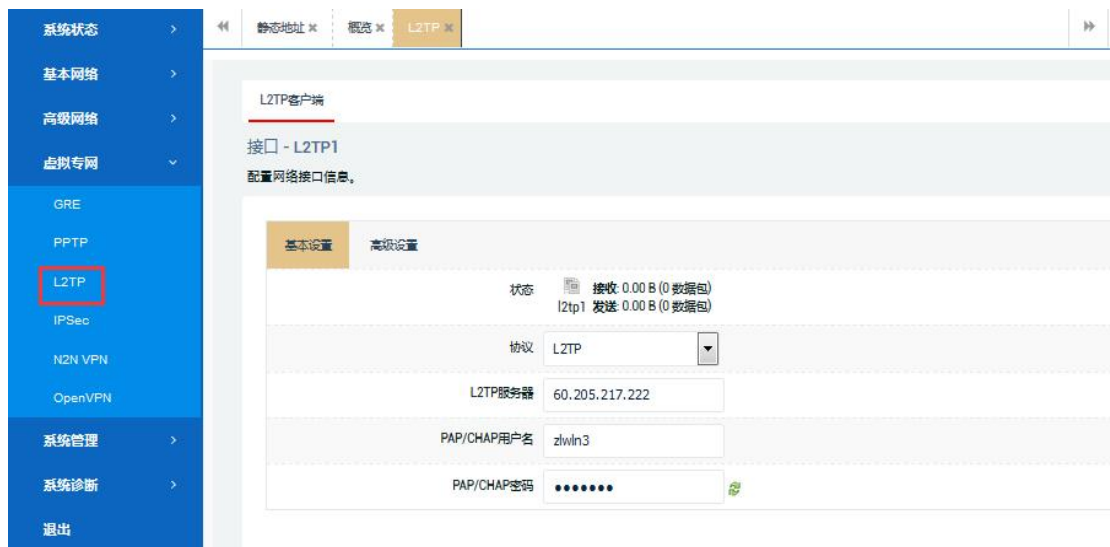 系统状态
基本网络
高级网络
虚拟专网
GRE
PPTP
L2TP
IPSec
N2N VPN
OpenVPN
系统管理
系统诊断
退出
静态地址 概览 L2TP
L2TP客户端
接口 - L2TP1
配置网络接口信息。
基本设置 高级设置
状态 接收: 0.00 B (0 数据包)
l2tp1 发送: 0.00 B (0 数据包)
协议 L2TP
L2TP服务器 60.205.217.222
PAP/CHAP用户名 zlwln3
PAP/CHAP密码 •••••••